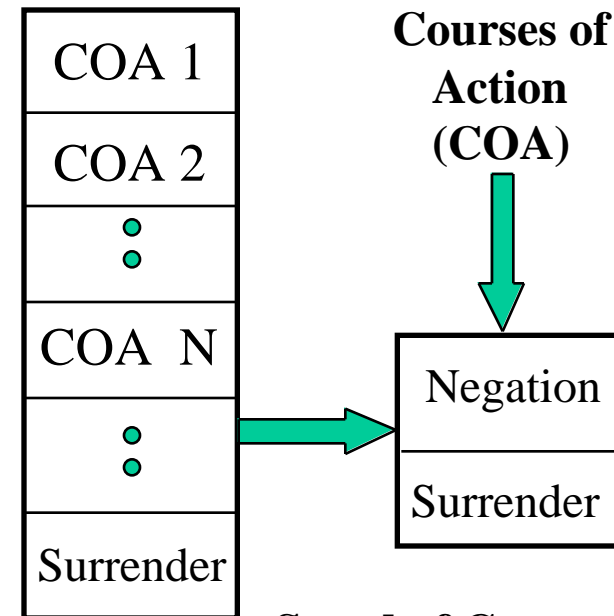 COA 1
COA 2
COA N
Surrender
Courses of
Action
(COA)
Negation
Surrender